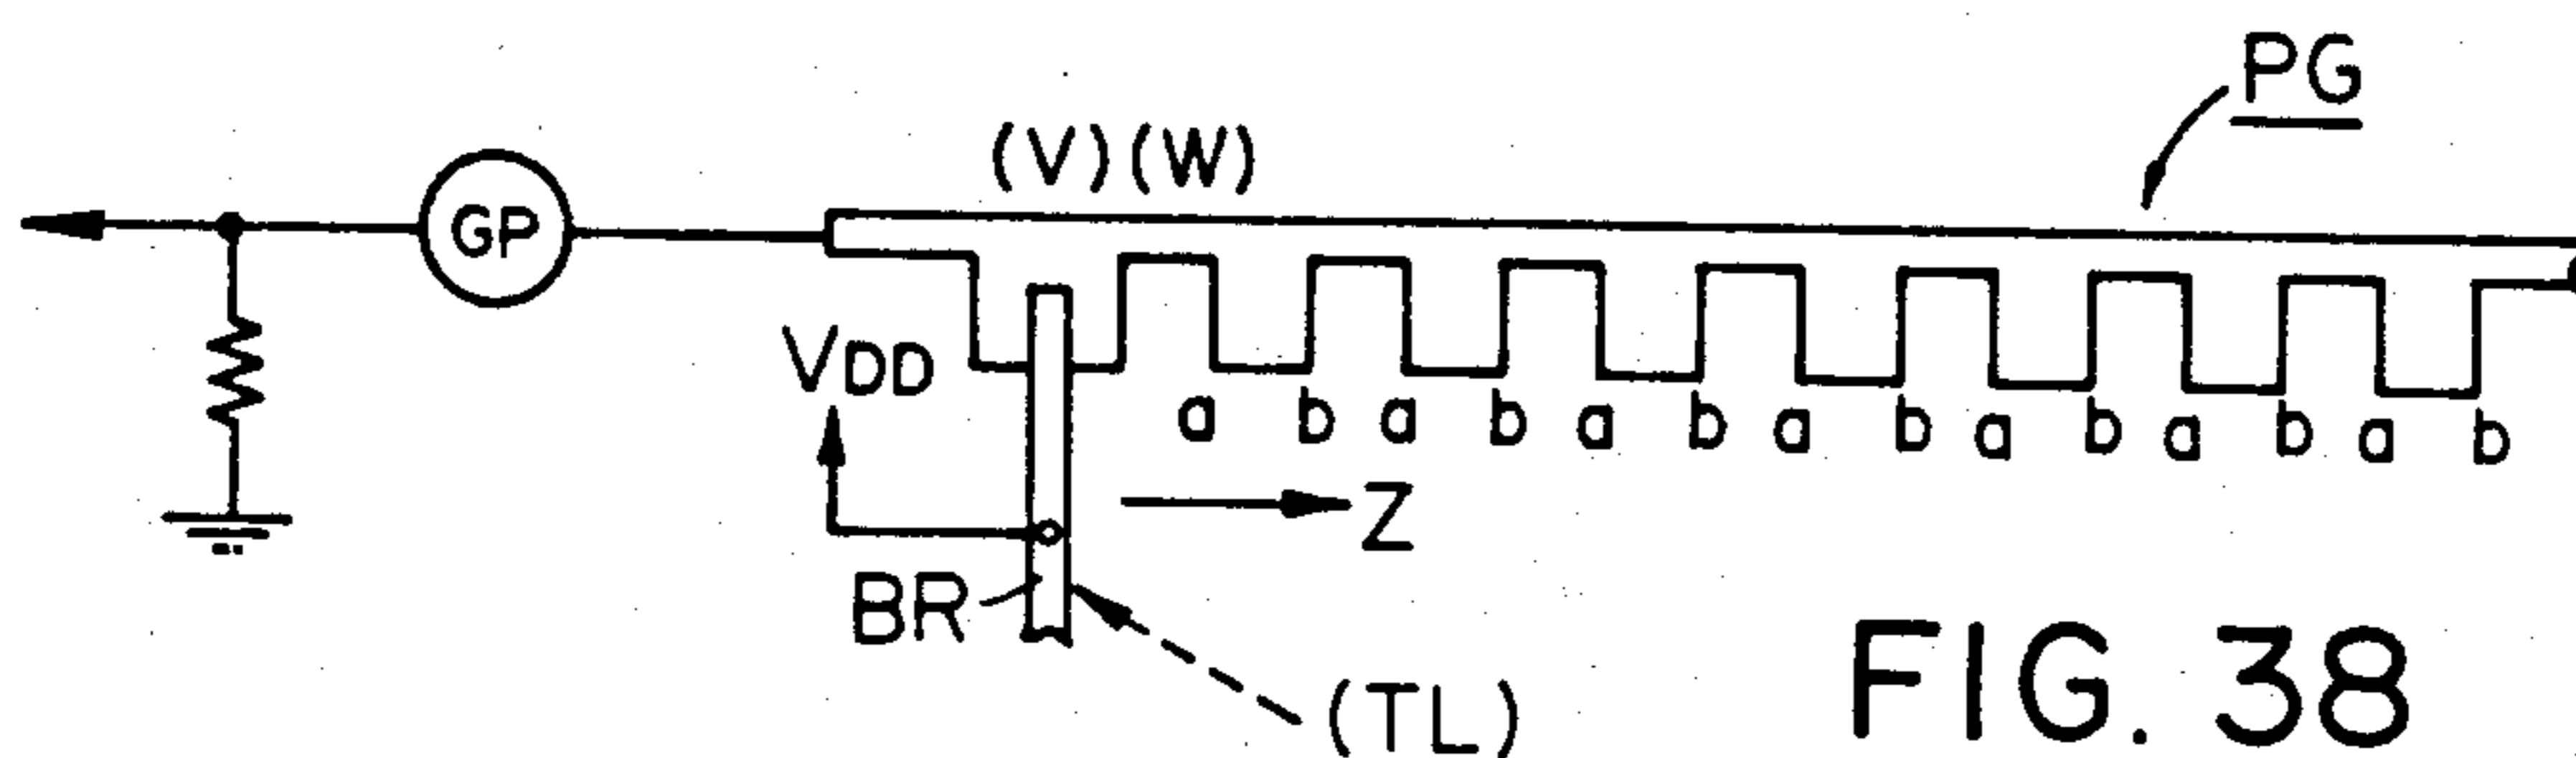 PG
(V)(W)
GP
VDD
a b a b a b a b a b a b a b
Z
BR
(TL)
FIG. 38